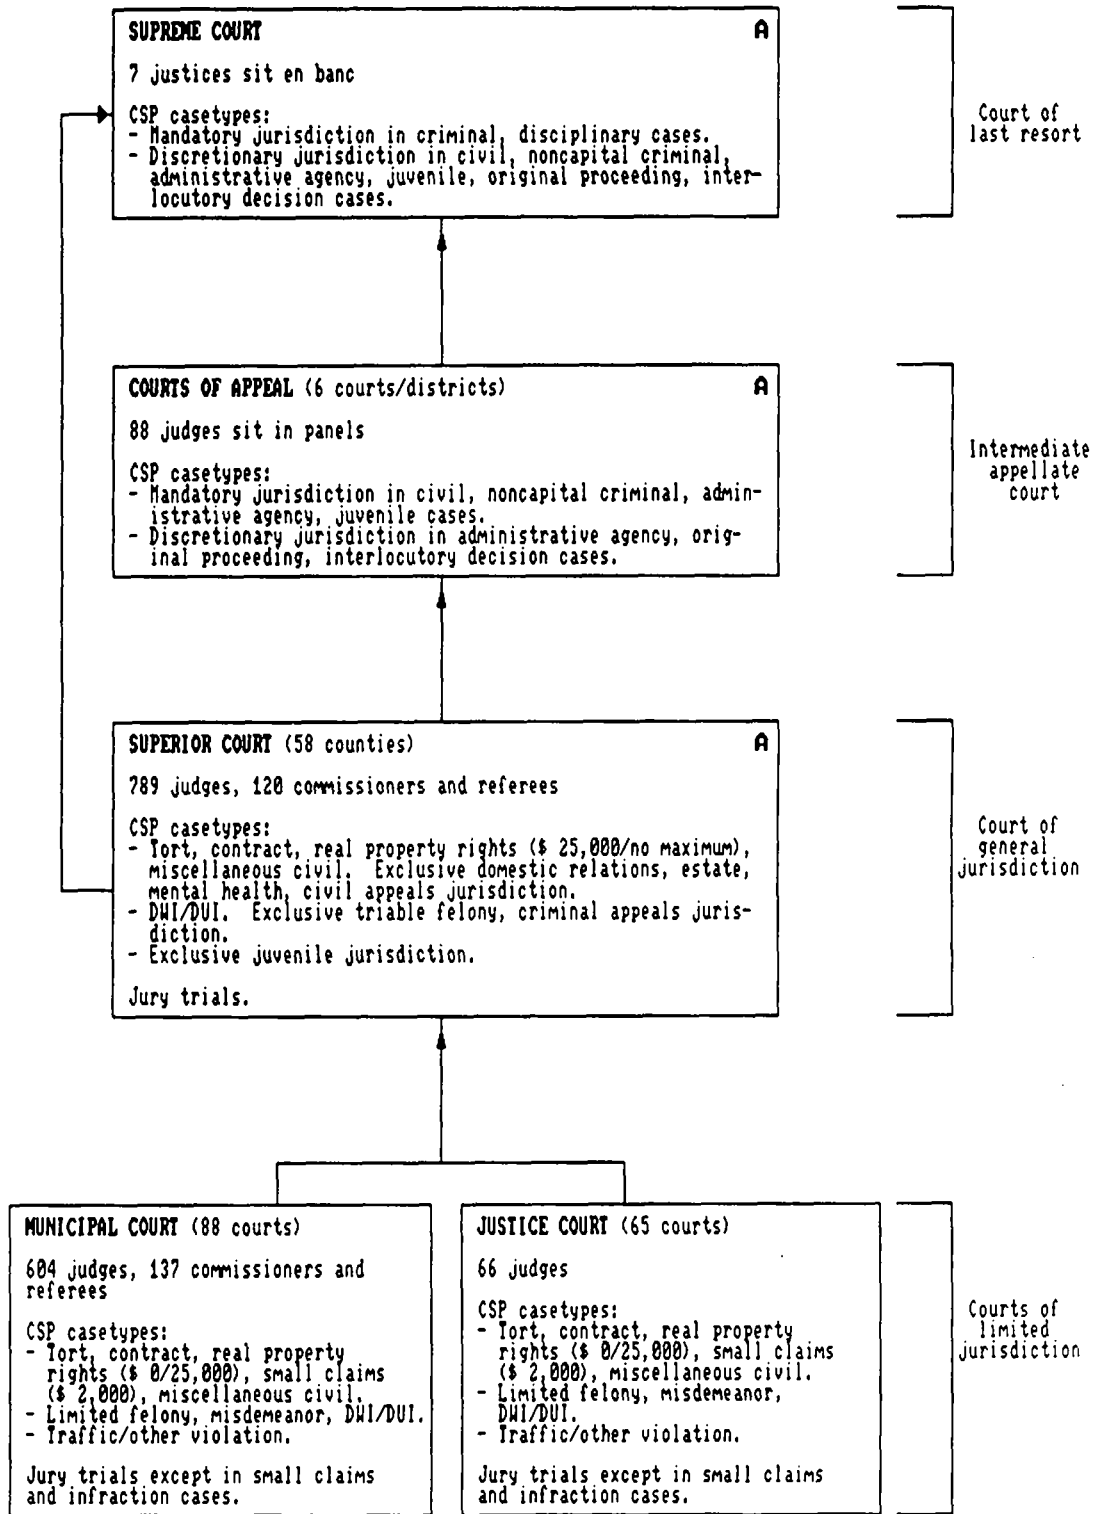 SUPREME COURT A
7 justices sit en banc
CSP casetypes:
- Mandatory jurisdiction in criminal, disciplinary cases.
- Discretionary jurisdiction in civil, noncapital criminal,
administrative agency, juvenile, original proceeding, inter-
locutory decision cases.
Court of
last resort
COURTS OF APPEAL (6 courts/districts) A
88 judges sit in panels
CSP casetypes:
- Mandatory jurisdiction in civil, noncapital criminal, admin-
istrative agency, juvenile cases.
- Discretionary jurisdiction in administrative agency, orig-
inal proceeding, interlocutory decision cases.
Intermediate
appellate
court
SUPERIOR COURT (58 counties) A
789 judges, 120 commissioners and referees
CSP casetypes:
- Tort, contract, real property rights ($ 25,000/no maximum),
miscellaneous civil. Exclusive domestic relations, estate,
mental health, civil appeals jurisdiction.
- DWI/DUI. Exclusive triable felony, criminal appeals juris-
diction.
- Exclusive juvenile jurisdiction.
Jury trials.
Court of
general
jurisdiction
MUNICIPAL COURT (88 courts)
604 judges, 137 commissioners and
referees
CSP casetypes:
- Tort, contract, real property
rights ($ 0/25,000), small claims
($ 2,000), miscellaneous civil.
- Limited felony, misdemeanor, DWI/DUI.
- Traffic/other violation.
Jury trials except in small claims
and infraction cases.
JUSTICE COURT (65 courts)
66 judges
CSP casetypes:
- Tort, contract, real property
rights ($ 0/25,000), small claims
($ 2,000), miscellaneous civil.
- Limited felony, misdemeanor,
DWI/DUI.
- Traffic/other violation.
Jury trials except in small claims
and infraction cases.
Courts of
limited
jurisdiction